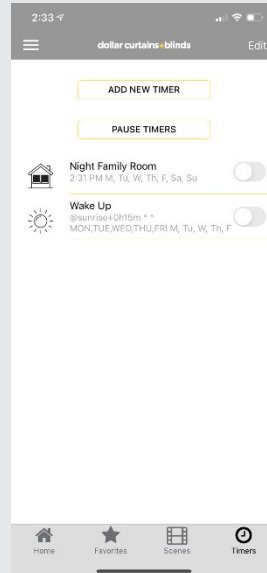 2:33
dollar curtains+blinds
Edit
ADD NEW TIMER
PAUSE TIMERS
Night Family Room
2:31 PM M, Tu, W, Th, F, Sa, Su
Wake Up
@sunrise+0h15m * *
MON,TUE,WED,THU,FRI M, Tu, W, Th, F
Home
Favorites
Scenes
Timers